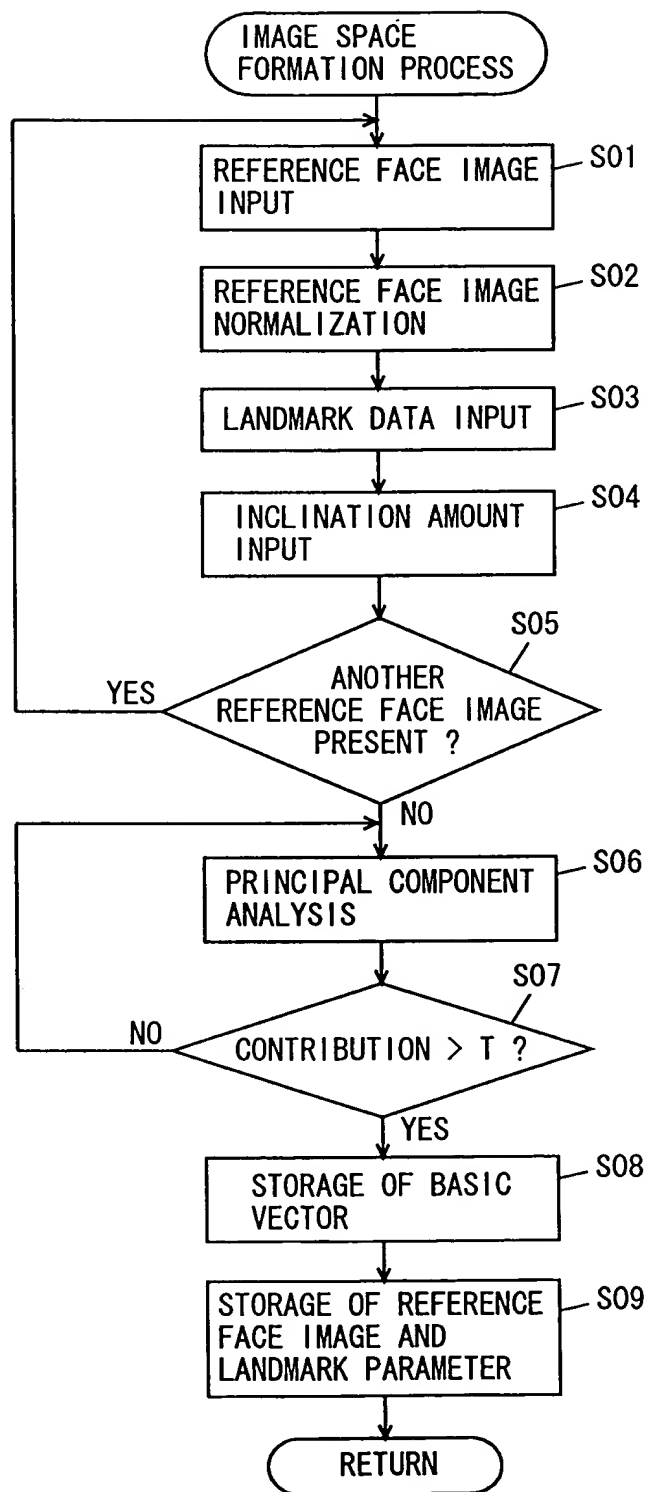 IMAGE SPACE
FORMATION PROCESS
REFERENCE FACE IMAGE
INPUT
S01
REFERENCE FACE IMAGE
NORMALIZATION
S02
LANDMARK DATA INPUT
S03
INCLINATION AMOUNT
INPUT
S04
S05
YES
ANOTHER
REFERENCE FACE IMAGE
PRESENT ?
NO
PRINCIPAL COMPONENT
ANALYSIS
S06
S07
NO
CONTRIBUTION > T ?
YES
STORAGE OF BASIC
VECTOR
S08
STORAGE OF REFERENCE
FACE IMAGE AND
LANDMARK PARAMETER
S09
RETURN